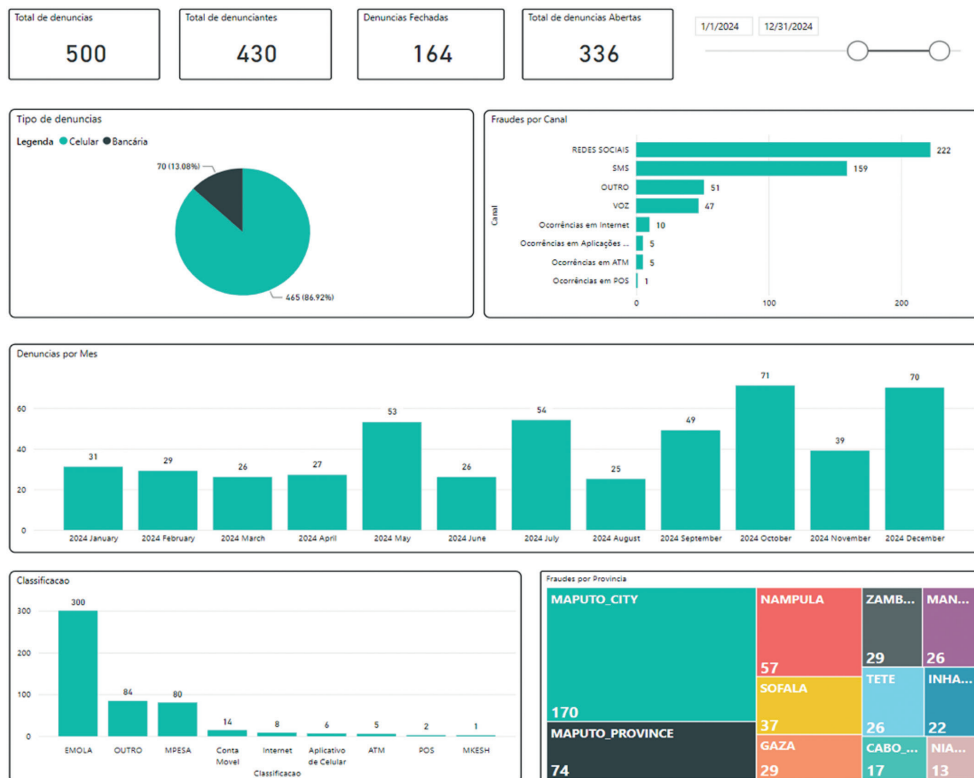 Total de denuncias
500
Total de denunciantes
430
Denuncias Fechadas
164
Total de denuncias Abertas
336
1/1/2024 12/31/2024
Tipo de denuncias
Legenda Celular Bancária
70 (13.08%)
465 (86.92%)
Fraudes por Canal
Canal
REDES SOCIAIS 222
SMS 159
OUTRO 51
VOZ 47
Ocorrências em Internet 10
Ocorrências em Aplicações ... 5
Ocorrências em ATM 5
Ocorrências em POS 1
0 100 200
Denuncias por Mes
60
40
20
0
31 29 26 27 53 26 54 25 49 71 39 70
2024 January 2024 February 2024 March 2024 April 2024 May 2024 June 2024 July 2024 August 2024 September 2024 October 2024 November 2024 December
Classificacao
300
200
100
0
300 84 80 14 8 6 5 2 1
EMOLA OUTRO MPESA Conta Internet Aplicativo ATM POS MKESH
Movel de Celular
Classificacao
Fraudes por Provincia
MAPUTO_CITY
170
MAPUTO_PROVINCE
74
NAMPULA
57
SOFALA
37
GAZA
29
ZAMB...
29
MAN...
26
TETE
26
INHA...
22
CABO_...
17
NIA...
13